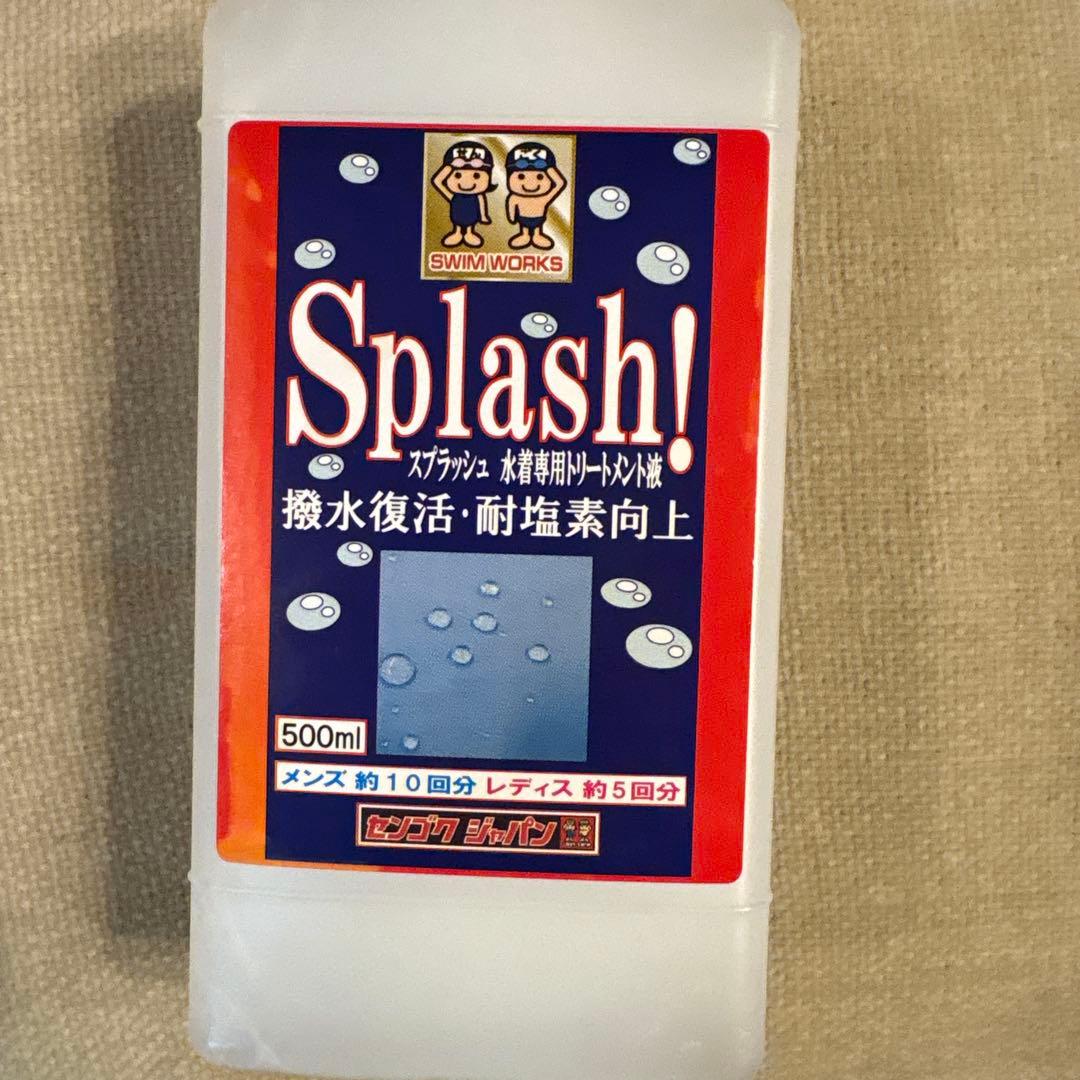 SWIM WORKS
Splash!
スプラッシュ 水着専用トリートメント液
撥水復活・耐塩素向上
500ml
メンズ 約10回分 レディス 約5回分
センゴク ジャパン